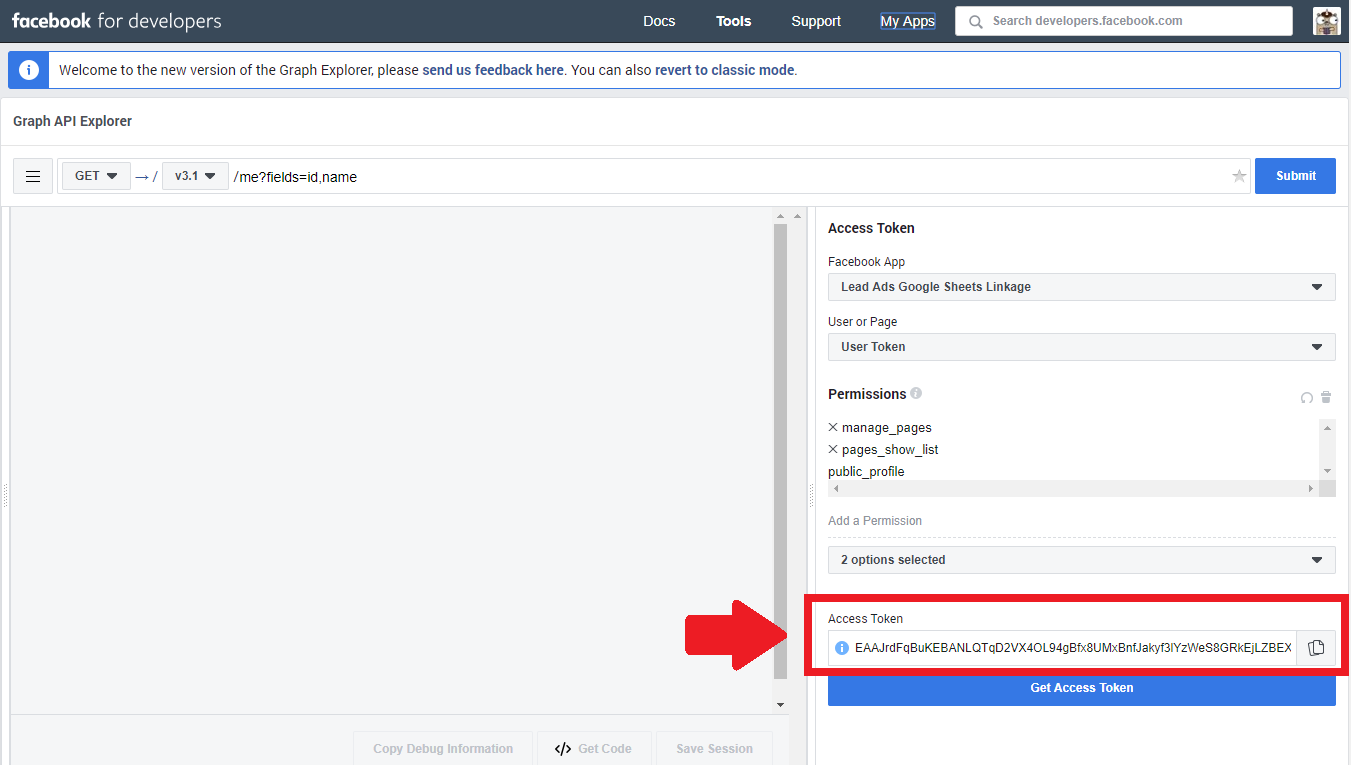 facebook for developers Docs Tools Support My Apps Search developers.facebook.com
Welcome to the new version of the Graph Explorer, please send us feedback here. You can also revert to classic mode.
Graph API Explorer
GET → / v3.1 /me?fields=id,name Submit
Access Token
Facebook App
Lead Ads Google Sheets Linkage
User or Page
User Token
Permissions
manage_pages
pages_show_list
public_profile
Add a Permission
2 options selected
Access Token
EAAJrdFqBuKEBANLQTqD2VX4OL94gBfx8UMxBnfJakyf3lYzWeS8GRkEjLZBEX
Get Access Token
Copy Debug Information </> Get Code Save Session